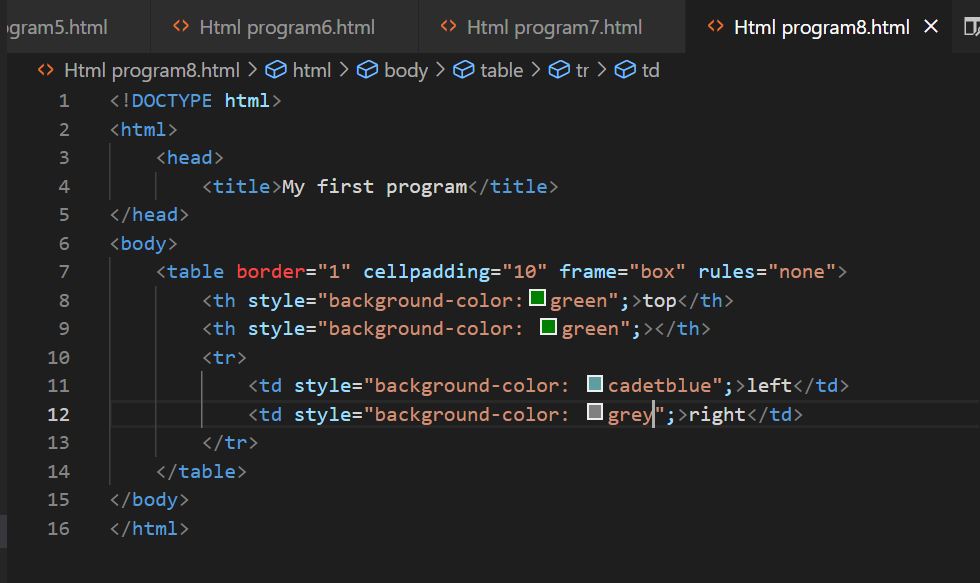 gram5.html Html program6.html Html program7.html Html program8.html
Html program8.html > html > body > table > tr > td
1 <!DOCTYPE html>
2 <html>
3 <head>
4 <title>My first program</title>
5 </head>
6 <body>
7 <table border="1" cellpadding="10" frame="box" rules="none">
8 <th style="background-color:green";>top</th>
9 <th style="background-color: green";></th>
10 <tr>
11 <td style="background-color: cadetblue";>left</td>
12 <td style="background-color: grey";>right</td>
13 </tr>
14 </table>
15 </body>
16 </html>